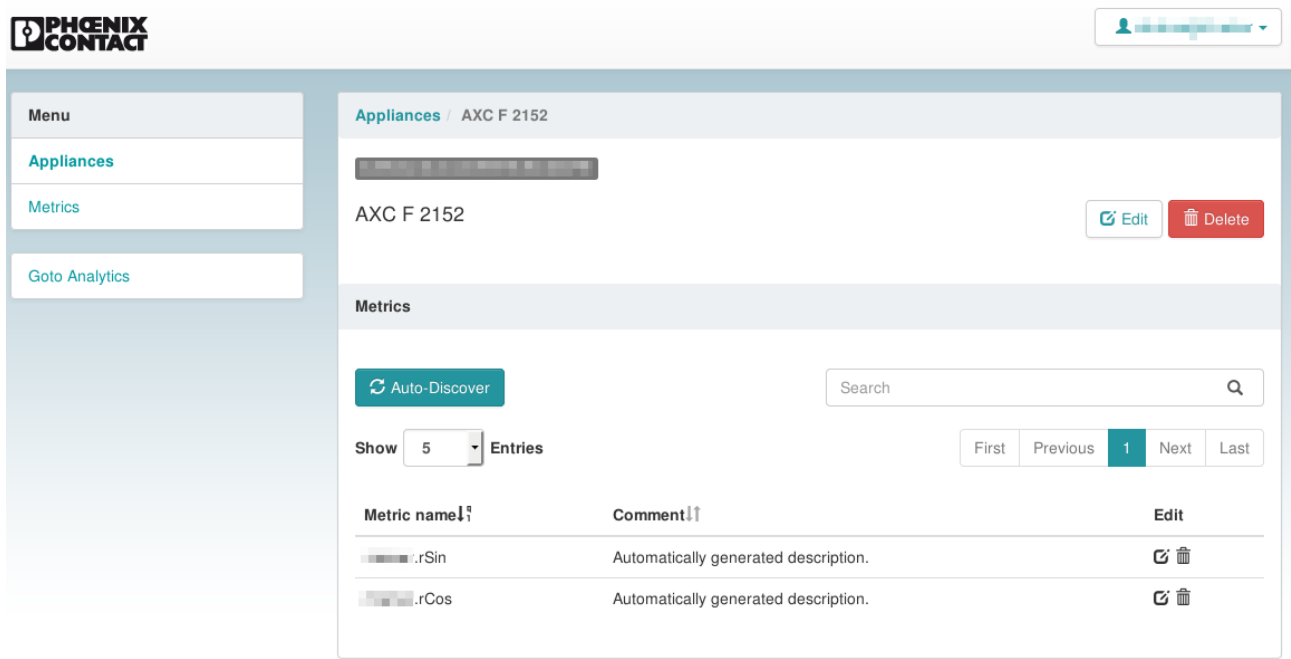 PHŒNIX
CONTACT
Menu
Appliances
Metrics
Goto Analytics
Appliances / AXC F 2152
AXC F 2152
Edit
Delete
Metrics
Auto-Discover
Search
Show 5 Entries
First Previous 1 Next Last
Metric name Comment Edit
.rSin Automatically generated description.
.rCos Automatically generated description.